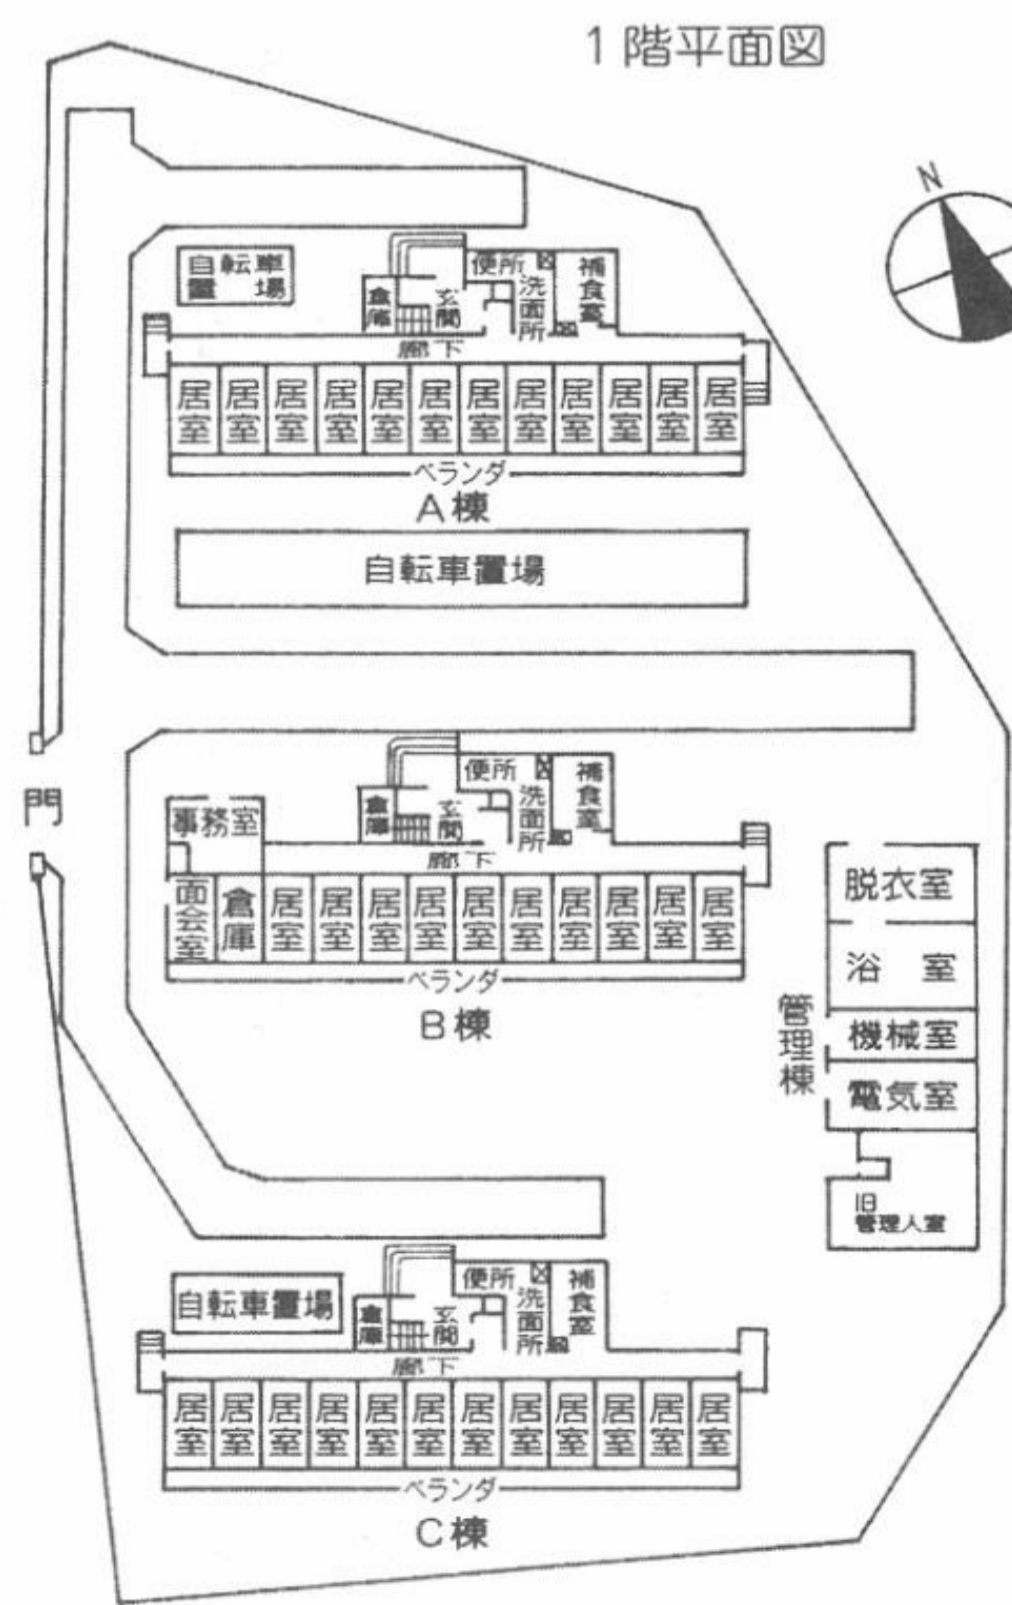 1階平面図
N
自転車
置場
便所
補食室
倉庫
玄関
洗面所
廊下
居室 居室 居室 居室 居室 居室 居室 居室 居室 居室 居室 居室
ベランダ
A棟
自転車置場
門
便所
補食室
倉庫
玄関
洗面所
事務室
廊下
面会室 倉庫 居室 居室 居室 居室 居室 居室 居室 居室 居室 居室
ベランダ
B棟
管理棟
脱衣室
浴室
機械室
電気室
旧
管理人室
便所
補食室
自転車置場
倉庫
玄関
洗面所
廊下
居室 居室 居室 居室 居室 居室 居室 居室 居室 居室 居室 居室
ベランダ
C棟